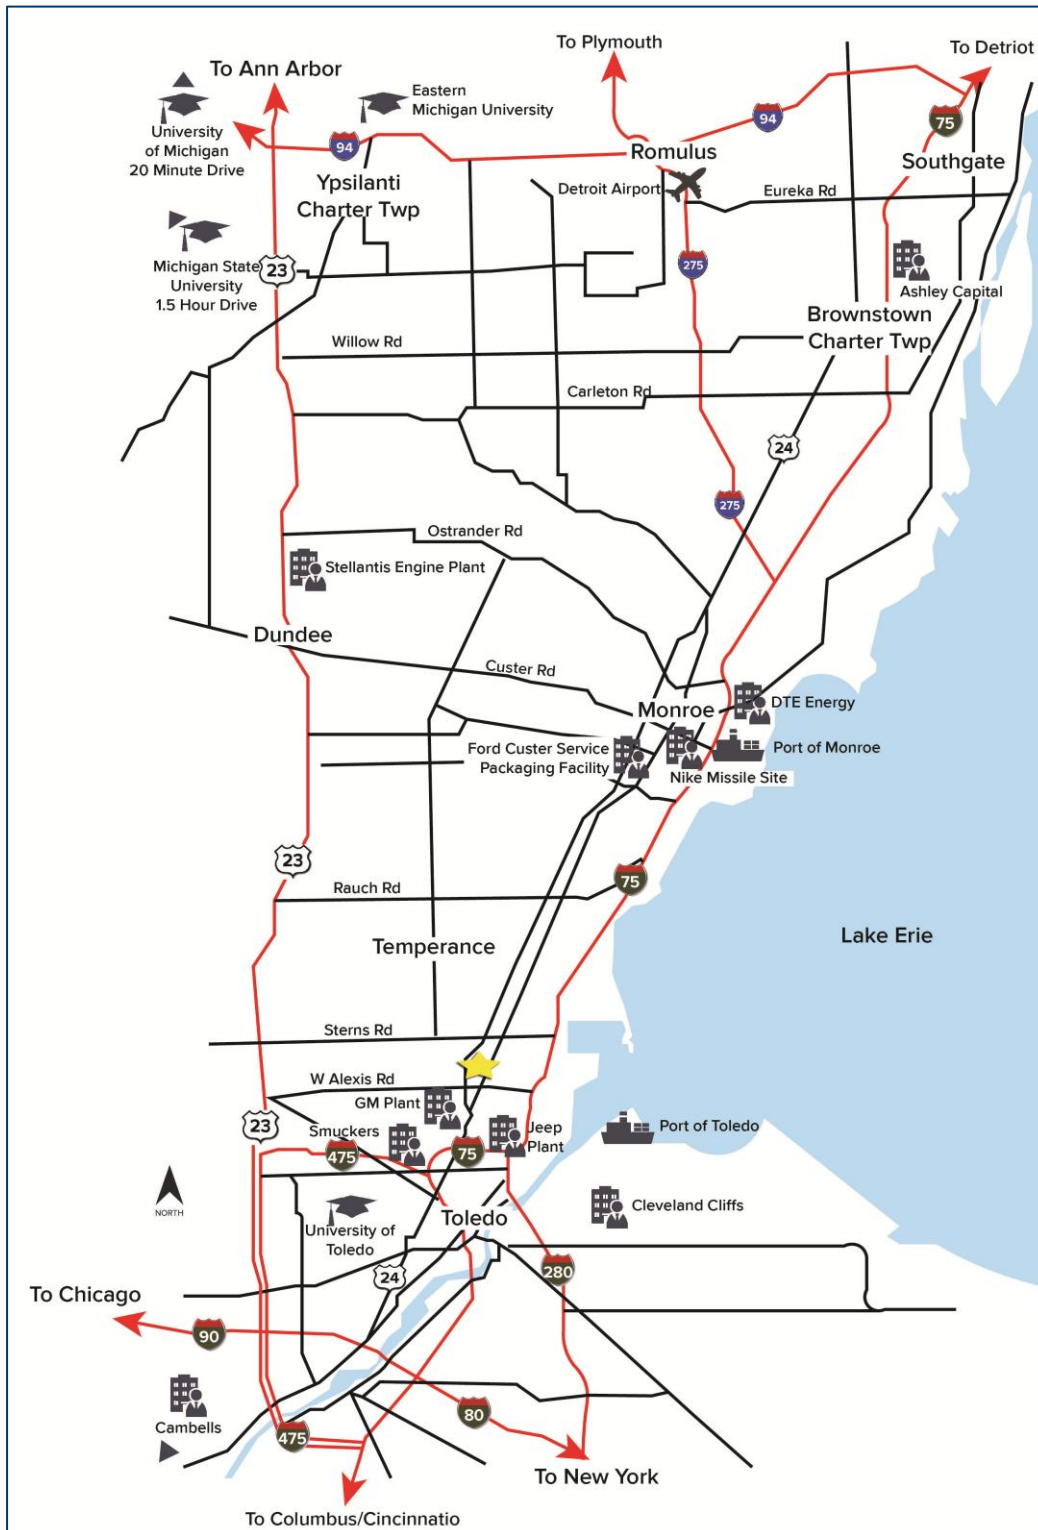 To Plymouth
To Detriot
To Ann Arbor
Eastern
Michigan University
University
of Michigan
20 Minute Drive
94
94
75
Romulus
Southgate
Ypsilanti
Charter Twp
Detroit Airport
Eureka Rd
Michigan State
University
1.5 Hour Drive
23
275
Ashley Capital
Brownstown
Charter Twp
Willow Rd
Carleton Rd
24
275
Ostrander Rd
Stellantis Engine Plant
Dundee
Custer Rd
Monroe
DTE Energy
Ford Custer Service
Packaging Facility
Port of Monroe
Nike Missile Site
23
75
Rauch Rd
Temperance
Lake Erie
Sterns Rd
W Alexis Rd
GM Plant
23
Smuckers
475
75
Jeep
Plant
Port of Toledo
NORTH
University of
Toledo
Toledo
Cleveland Cliffs
24
280
To Chicago
90
Cambells
80
475
To New York
To Columbus/Cincinnatio